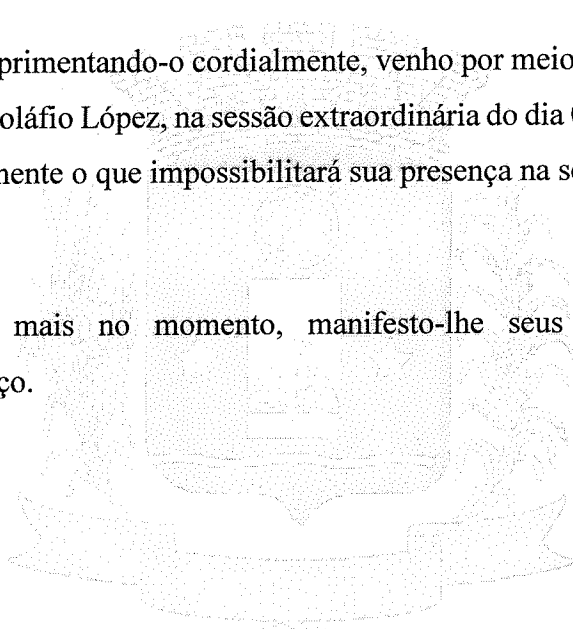 primentando-o cordialmente, venho por meio
oláfio López, na sessão extraordinária do dia
mente o que impossibilitará sua presença na s
mais no momento, manifesto-lhe seus
ço.